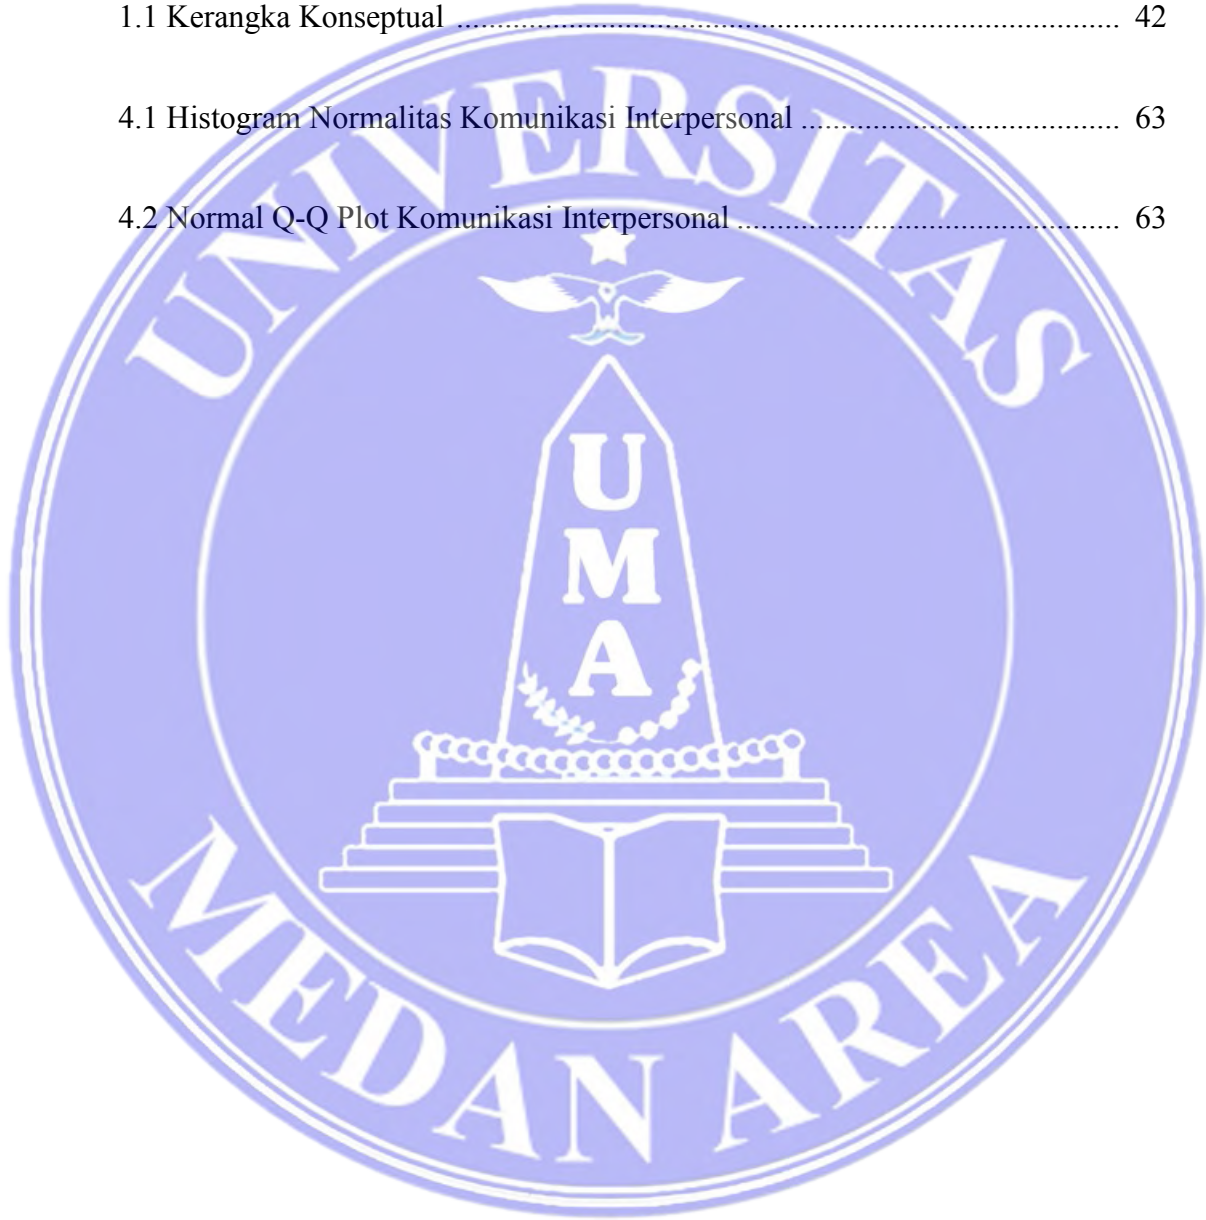 1.1 Kerangka Konseptual ........................................................................................ 42
4.1 Histogram Normalitas Komunikasi Interpersonal .......................................... 63
4.2 Normal Q-Q Plot Komunikasi Interpersonal ................................................... 63
UNIVERSITAS
U
M
A
MEDAN AREA